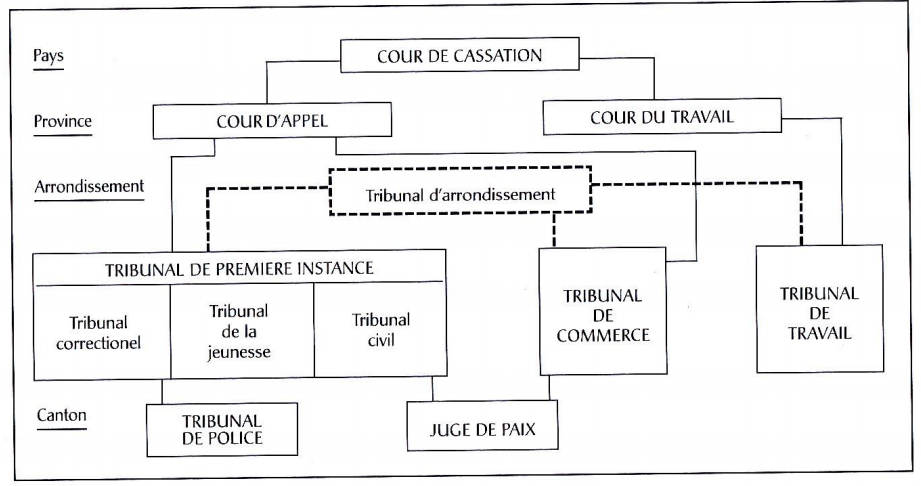 Pays
COUR DE CASSATION
Province
COUR D'APPEL
COUR DU TRAVAIL
Arrondissement
Tribunal d'arrondissement
TRIBUNAL DE PREMIERE INSTANCE
Tribunal
correctionel
Tribunal
de la
jeunesse
Tribunal
civil
TRIBUNAL
DE
COMMERCE
TRIBUNAL
DE
TRAVAIL
Canton
TRIBUNAL
DE POLICE
JUGE DE PAIX